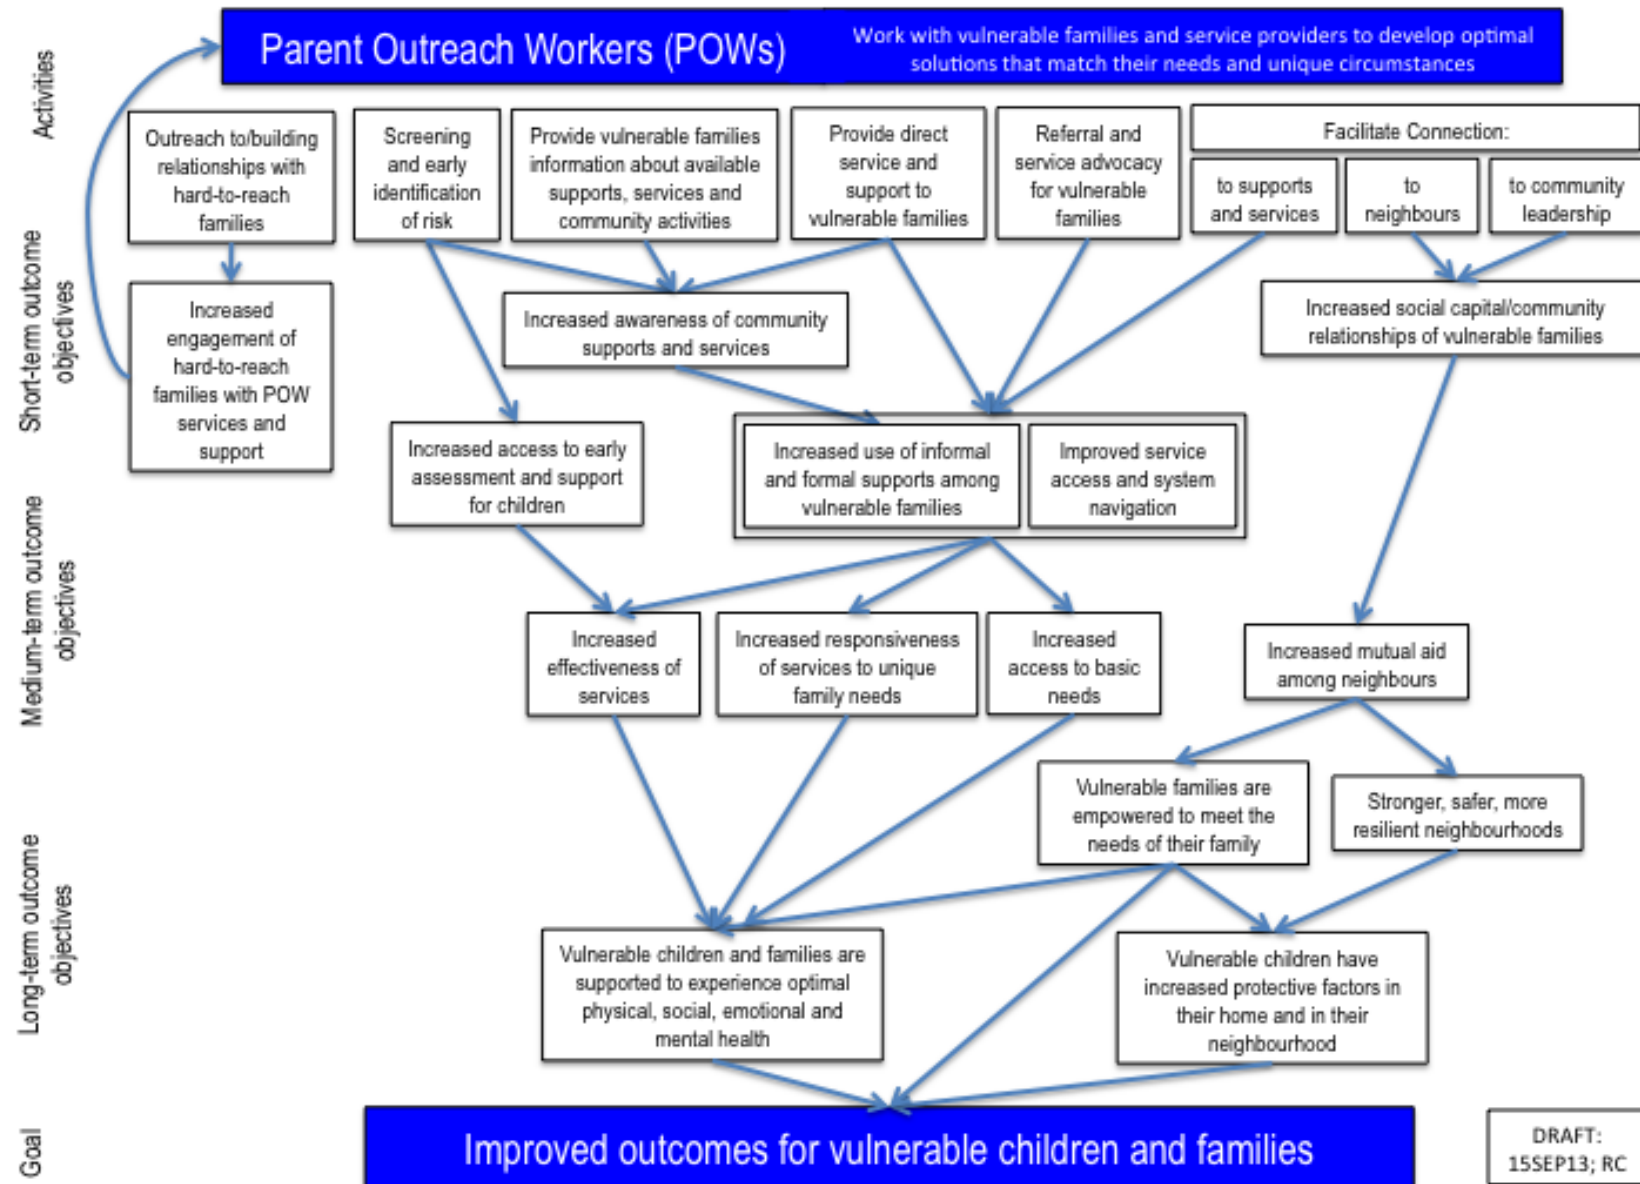 Parent Outreach Workers (POWs)
Work with vulnerable families and service providers to develop optimal
solutions that match their needs and unique circumstances
Activities
Outreach to/building
relationships with
hard-to-reach
families
Screening
and early
identification
of risk
Provide vulnerable families
information about available
supports, services and
community activities
Provide direct
service and
support to
vulnerable families
Referral and
service advocacy
for vulnerable
families
Facilitate Connection:
to supports
and services
to
neighbours
to community
leadership
Short-term outcome
objectives
Increased
engagement of
hard-to-reach
families with POW
services and
support
Increased awareness of community
supports and services
Increased social capital/community
relationships of vulnerable families
Increased access to early
assessment and support
for children
Increased use of informal
and formal supports among
vulnerable families
Improved service
access and system
navigation
Medium-term outcome
objectives
Increased
effectiveness of
services
Increased responsiveness
of services to unique
family needs
Increased
access to basic
needs
Increased mutual aid
among neighbours
Vulnerable families are
empowered to meet the
needs of their family
Stronger, safer, more
resilient neighbourhoods
Long-term outcome
objectives
Vulnerable children and families are
supported to experience optimal
physical, social, emotional and
mental health
Vulnerable children have
increased protective factors in
their home and in their
neighbourhood
Goal
Improved outcomes for vulnerable children and families
DRAFT:
15SEP13; RC